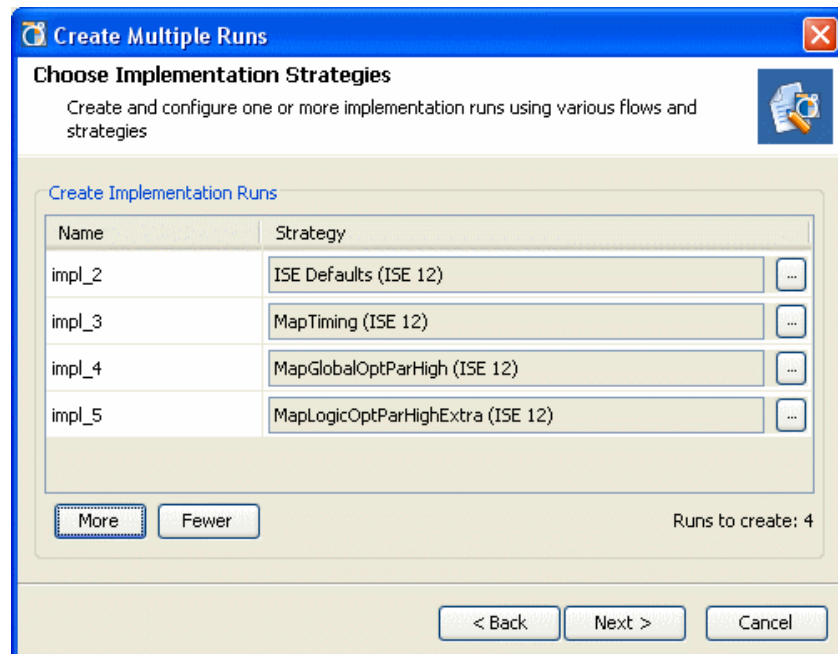 Create Multiple Runs
Choose Implementation Strategies
Create and configure one or more implementation runs using various flows and
strategies
Create Implementation Runs
Name Strategy
impl_2 ISE Defaults (ISE 12) ...
impl_3 MapTiming (ISE 12) ...
impl_4 MapGlobalOptParHigh (ISE 12) ...
impl_5 MapLogicOptParHighExtra (ISE 12) ...
More Fewer Runs to create: 4
< Back Next > Cancel